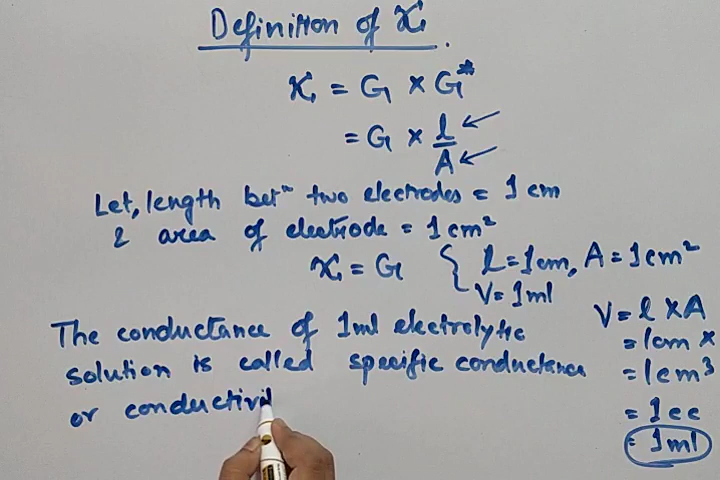 Definition of ϰ.
ϰ = G × G*
= G × l/A
Let, length betⁿ two electrodes = 1 cm
& area of electrode = 1 cm²
ϰ = G { l = 1cm, A = 1cm²
V = 1ml
The conductance of 1ml electrolytic
solution is called specific conductance
or conductivi
V = l × A
= 1cm ×
= 1cm³
= 1cc
= 1ml